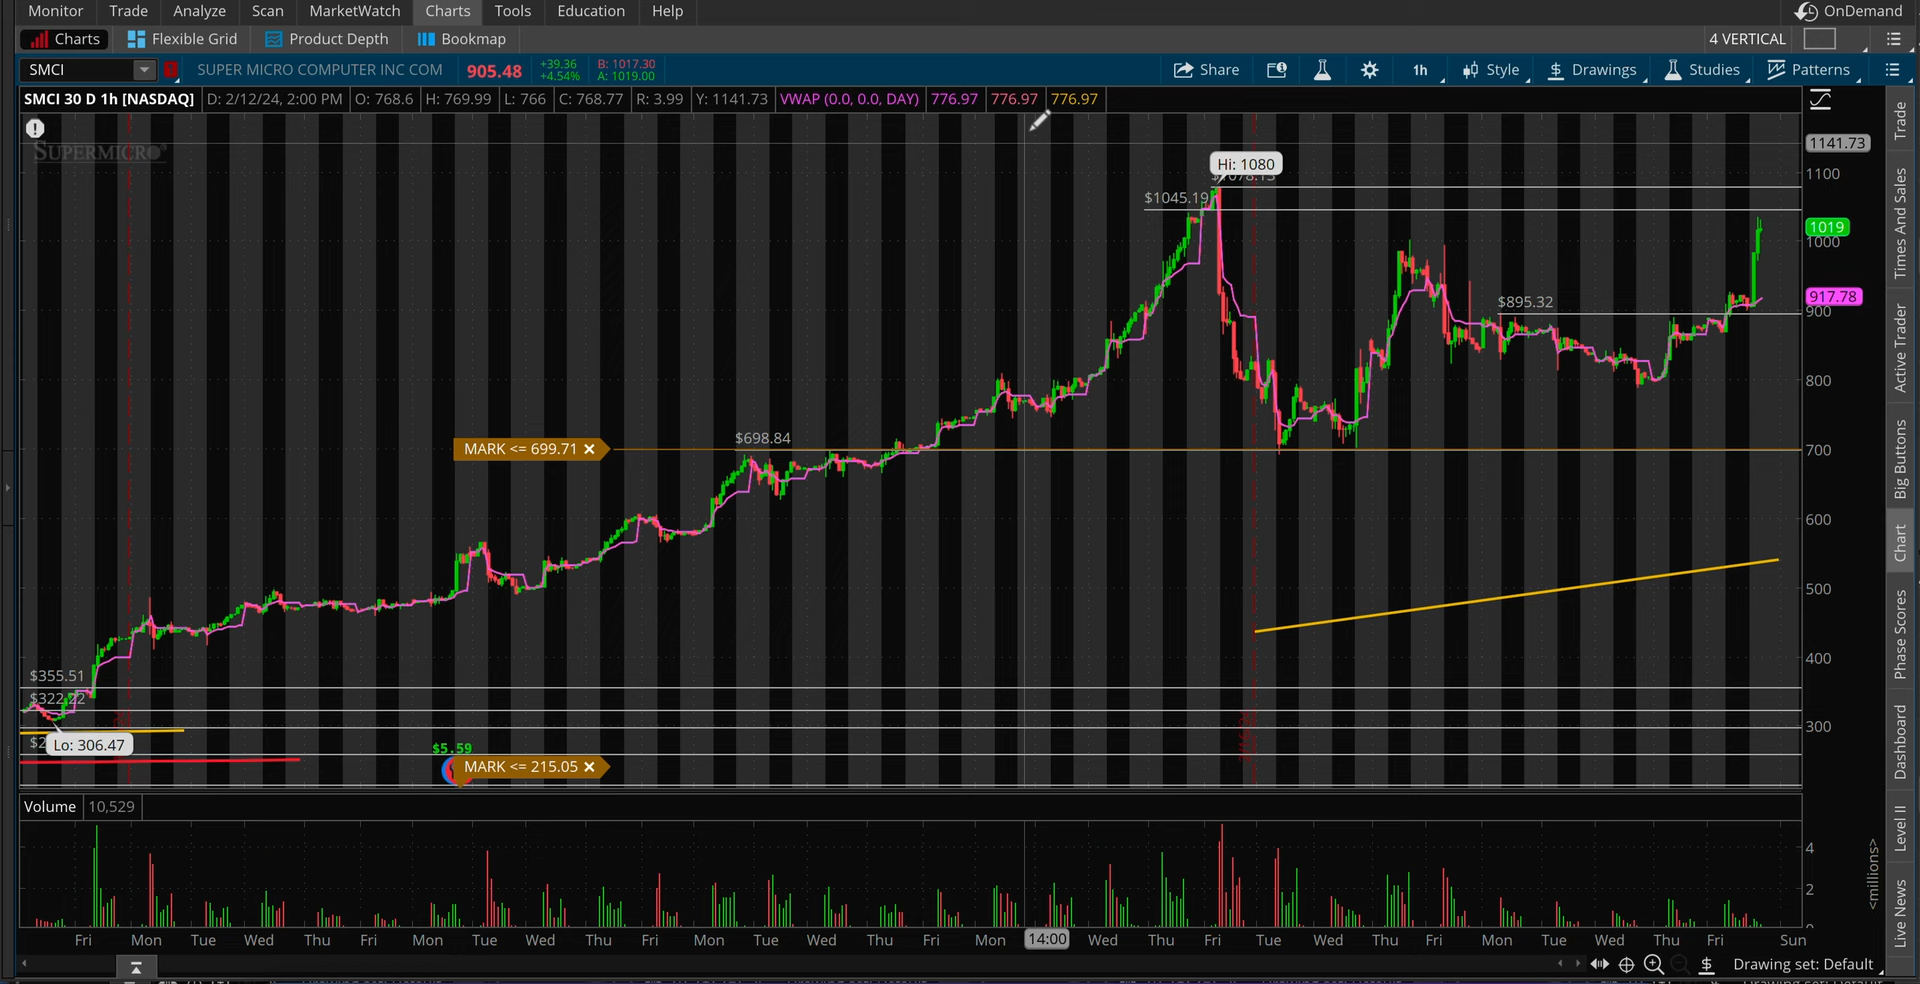 Monitor Trade Analyze Scan MarketWatch Charts Tools Education Help OnDemand
Charts Flexible Grid Product Depth Bookmap 4 VERTICAL
SMCI SUPER MICRO COMPUTER INC COM 905.48 +39.36 B: 1017.30
+4.54% A: 1019.00
Share 1h Style $ Drawings Studies Patterns
SMCI 30 D 1h [NASDAQ] D: 2/12/24, 2:00 PM O: 768.6 H: 769.99 L: 766 C: 768.77 R: 3.99 Y: 1141.73 VWAP (0.0, 0.0, DAY) 776.97 776.97 776.97
SUPERMICRO
1141.73
Hi: 1080
1100
$1045.19
1019
1000
917.78
$895.32
900
800
$698.84
MARK <= 699.71
700
600
500
400
$355.51
$322.22
300
Lo: 306.47
$5.59
MARK <= 215.05
Volume 10,529
4
2
<millions>
Fri Mon Tue Wed Thu Fri Mon Tue Wed Thu Fri Mon Tue Wed Thu Fri Mon 14:00 Wed Thu Fri Tue Wed Thu Fri Mon Tue Wed Thu Fri Sun
$ Drawing set: Default
Trade
Times And Sales
Active Trader
Big Buttons
Chart
Phase Scores
Dashboard
Level II
Live News